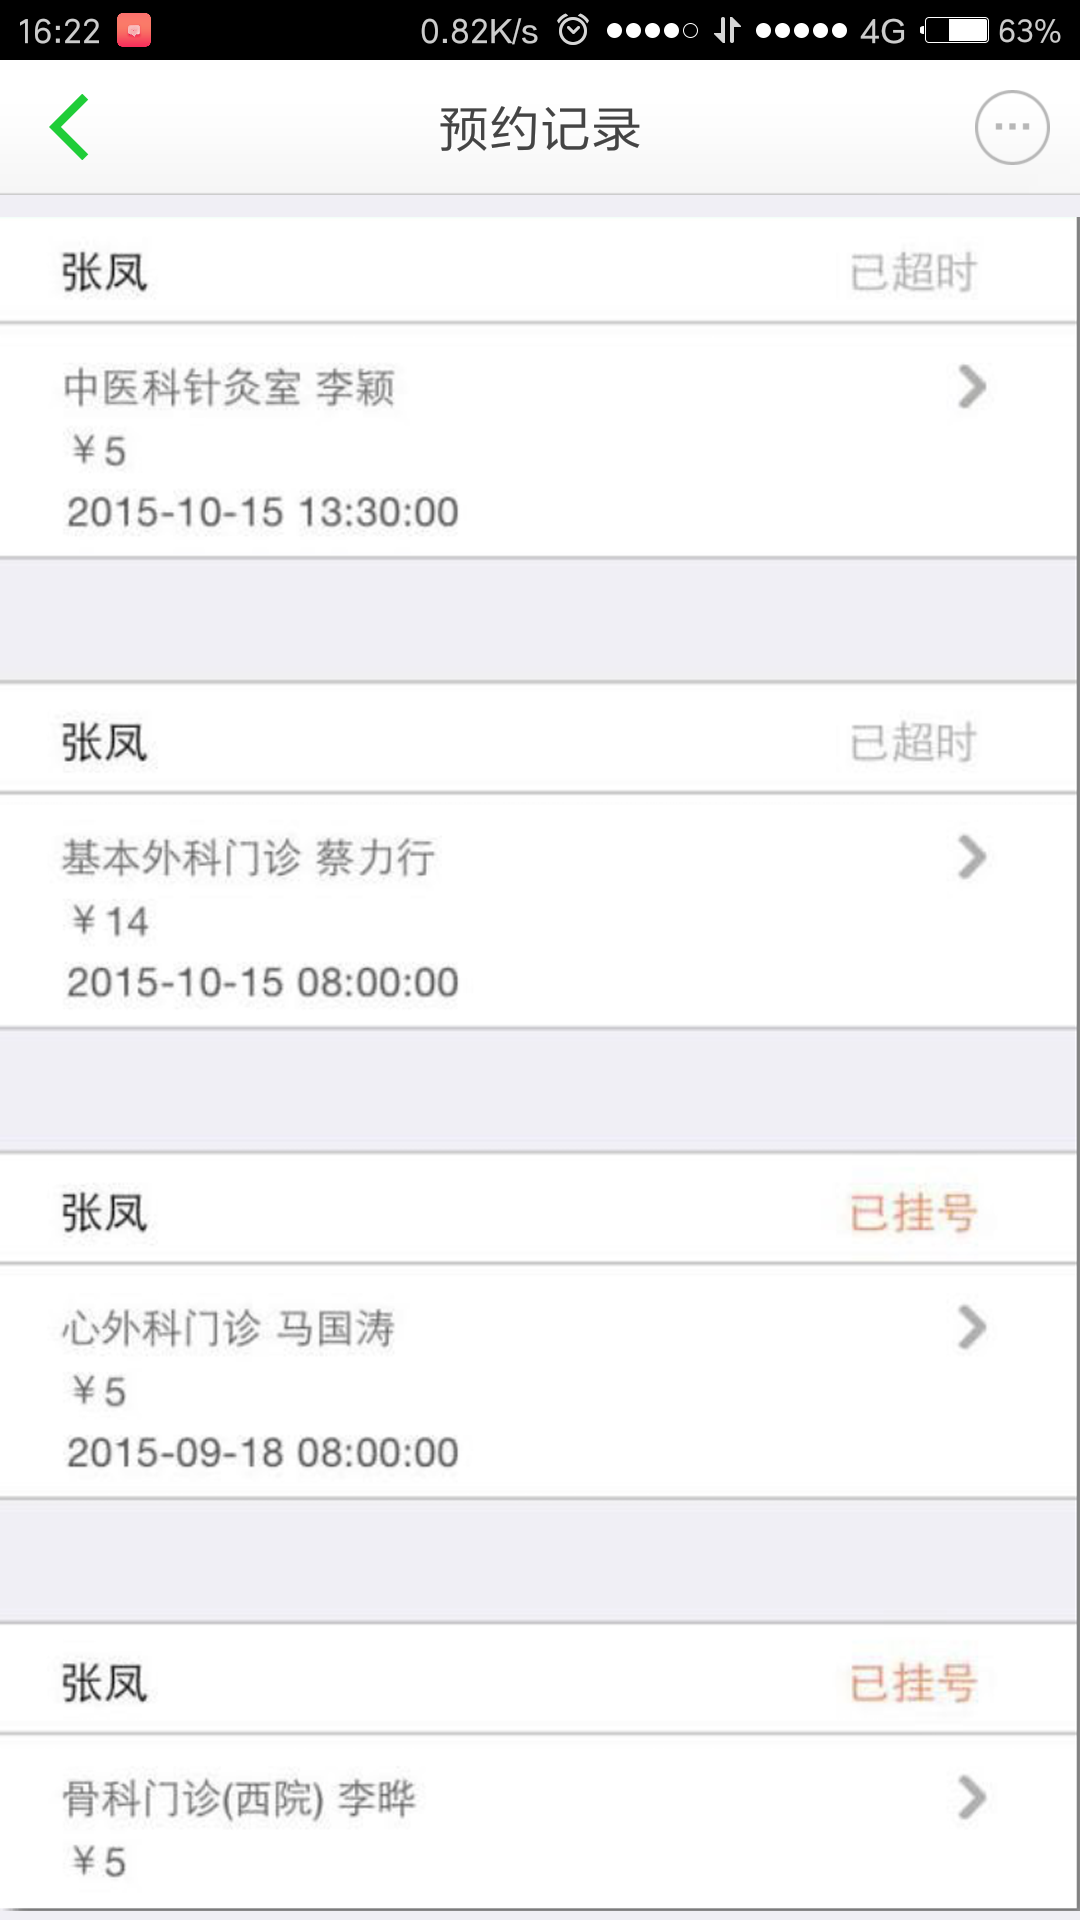 16:22 0.82K/s 4G 63%
预约记录
张凤 已超时
中医科针灸室 李颖
¥5
2015-10-15 13:30:00
张凤 已超时
基本外科门诊 蔡力行
¥14
2015-10-15 08:00:00
张凤 已挂号
心外科门诊 马国涛
¥5
2015-09-18 08:00:00
张凤 已挂号
骨科门诊(西院) 李晔
¥5